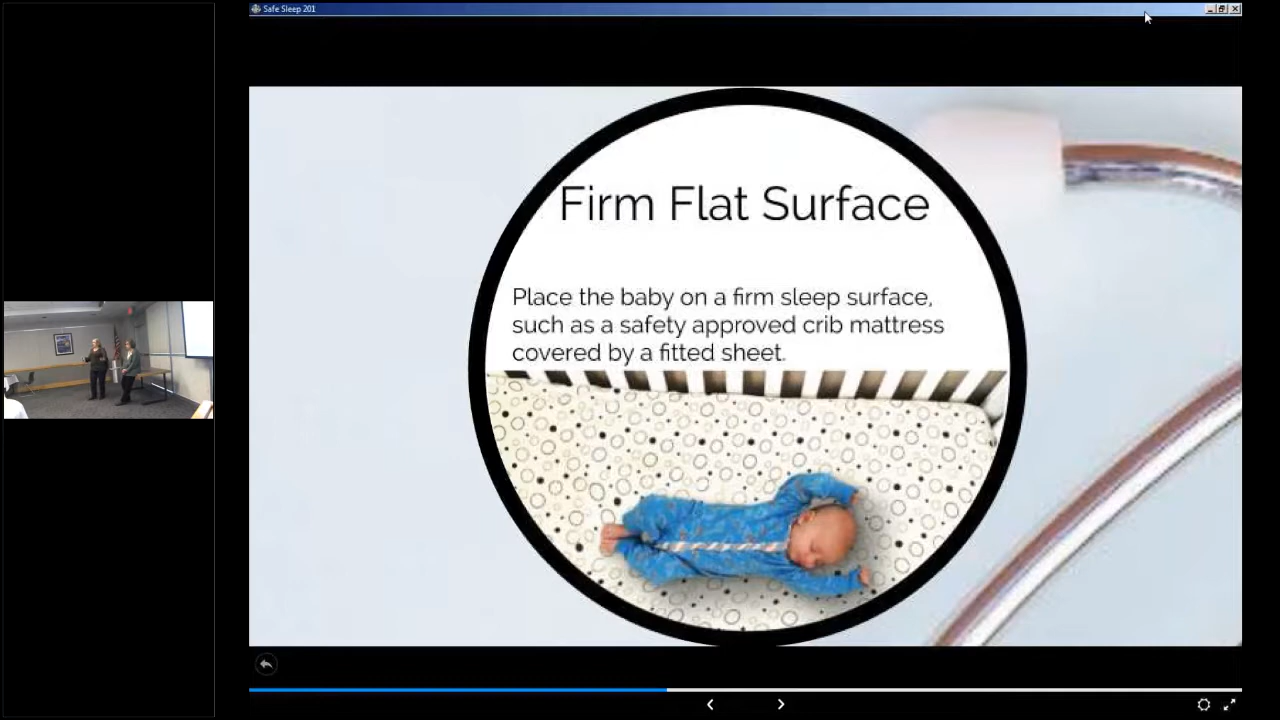 Safe Sleep 201
Firm Flat Surface
Place the baby on a firm sleep surface,
such as a safety approved crib mattress
covered by a fitted sheet.